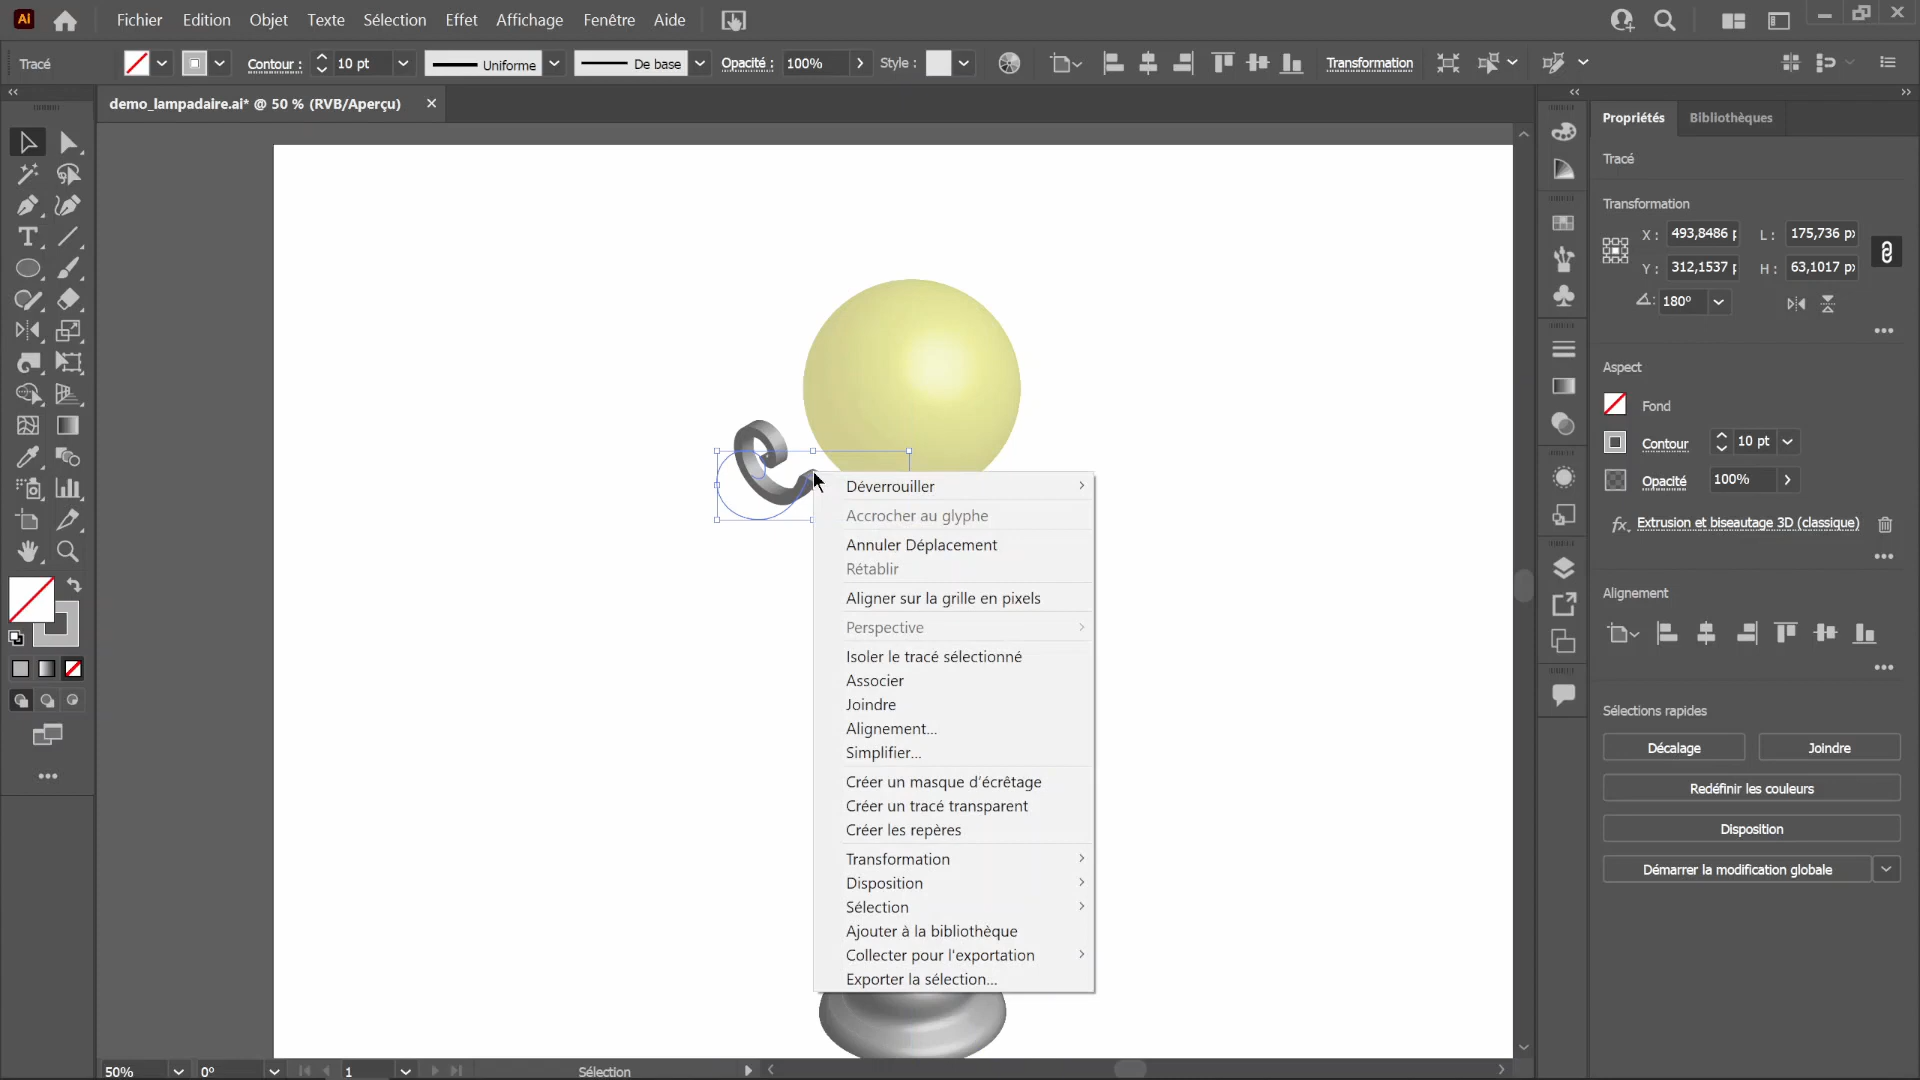 Ai
Fichier Edition Objet Texte Sélection Effet Affichage Fenêtre Aide
Tracé Contour : 10 pt Uniforme De base Opacité : 100% Style : Transformation
demo_lampadaire.ai* @ 50 % (RVB/Aperçu)
Propriétés Bibliothèques
Tracé
Transformation
X : 493,8486 p L : 175,736 px
Y : 312,1537 p H : 63,1017 px
180°
Aspect
Fond
Contour 10 pt
Opacité 100%
fx Extrusion et biseautage 3D (classique)
Alignement
Sélections rapides
Décalage Joindre
Redéfinir les couleurs
Disposition
Démarrer la modification globale
Déverrouiller
Accrocher au glyphe
Annuler Déplacement
Rétablir
Aligner sur la grille en pixels
Perspective
Isoler le tracé sélectionné
Associer
Joindre
Alignement...
Simplifier...
Créer un masque d'écrêtage
Créer un tracé transparent
Créer les repères
Transformation
Disposition
Sélection
Ajouter à la bibliothèque
Collecter pour l'exportation
Exporter la sélection...
50% 0° 1 Sélection